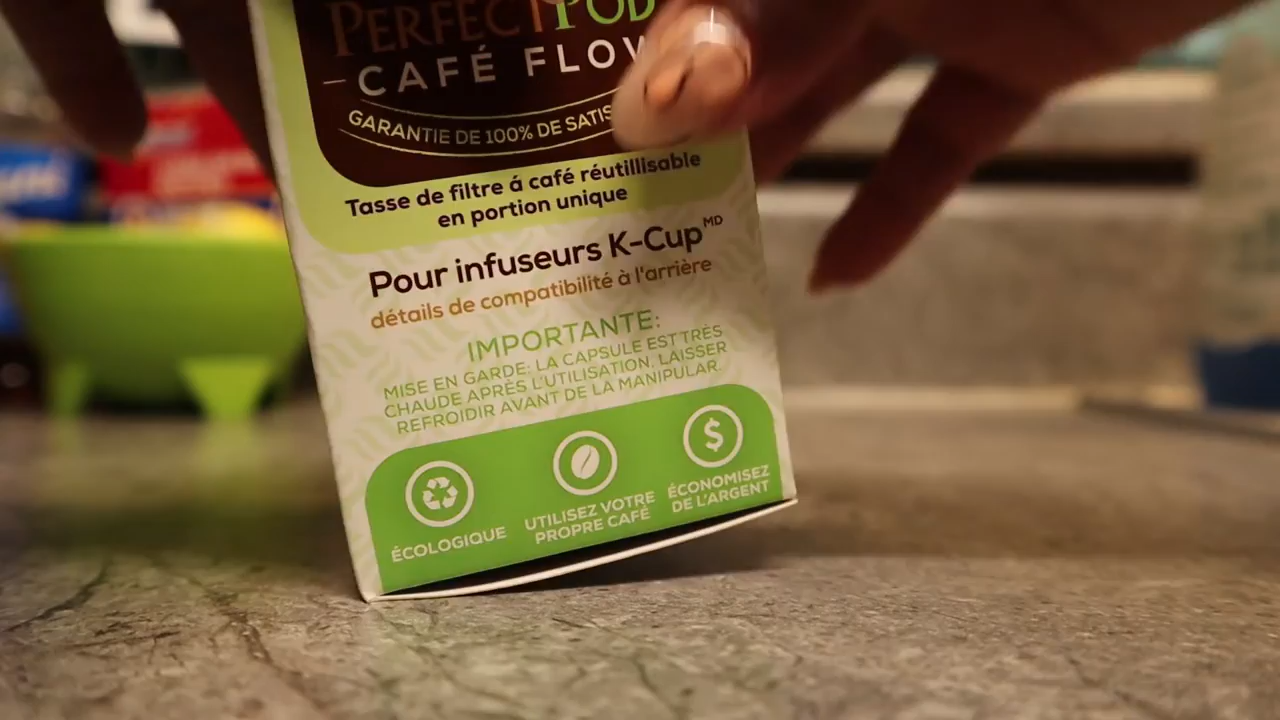 PERFECTPOD
- CAFÉ FLOW
GARANTIE DE 100% DE SATIS
Tasse de filtre á café réutillisable
en portion unique
Pour infuseurs K-Cup MD
détails de compatibilité à l'arrière
IMPORTANTE:
MISE EN GARDE: LA CAPSULE EST TRÈS
CHAUDE APRÈS L'UTILISATION. LAISSER
REFROIDIR AVANT DE LA MANIPULAR.
ÉCOLOGIQUE
UTILISEZ VOTRE
PROPRE CAFÉ
$
ÉCONOMISEZ
DE L'ARGENT